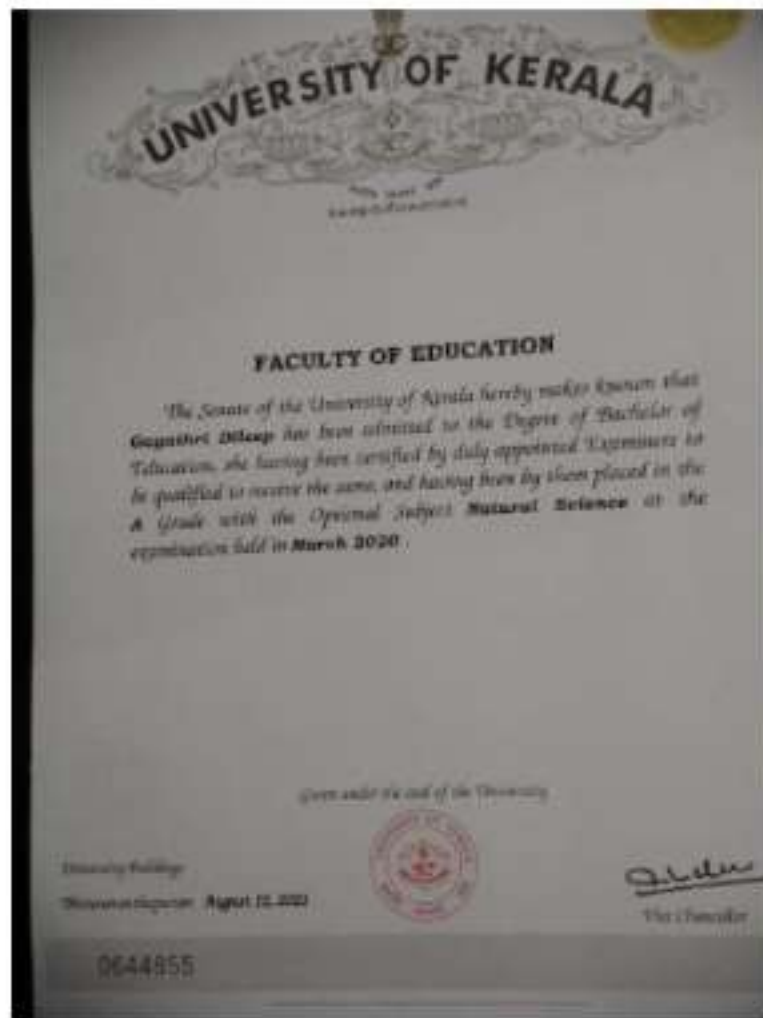 UNIVERSITY OF KERALA
FACULTY OF EDUCATION
The Senate of the University of Kerala hereby makes known that
Gayathri Dileep has been admitted to the Degree of Bachelor of
Education, she having been certified by duly appointed Examiners to
be qualified to receive the same, and having been by them placed in the
A Grade with the Optional Subject Natural Science at the
examination held in March 2020 .
Given under the seal of the University
University Buildings
Thiruvananthapuram August
Vice Chancellor
0644955